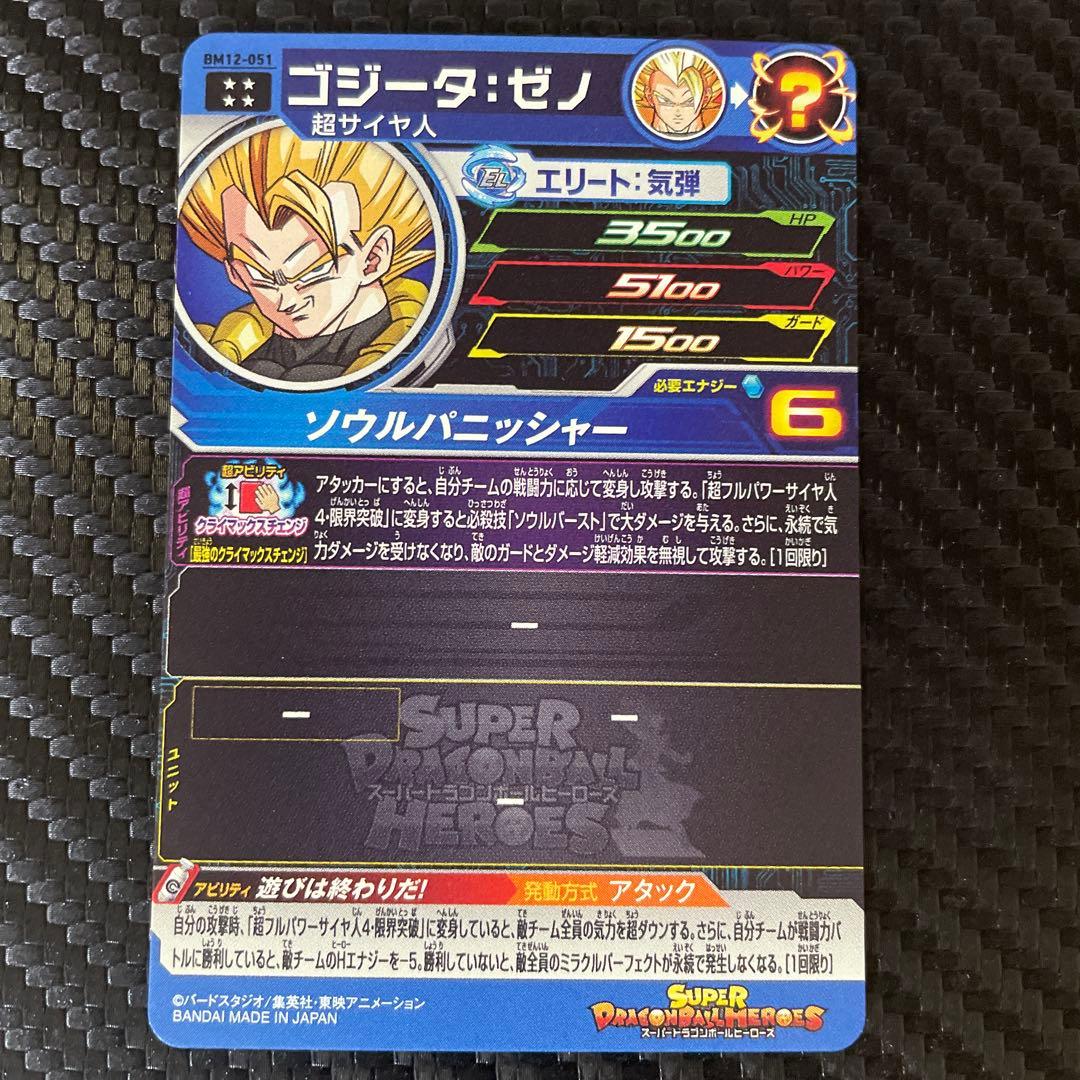 BM12-051
ゴジータ:ゼノ
超サイヤ人
?
EL エリート:気弾
HP
3500
パワー
5100
ガード
1500
必要エナジー
6
ソウルパニッシャー
超アビリティ
超アビリティ
クライマックスチェンジ
「最強のクライマックスチェンジ」
アタッカーにすると、自分チームの戦闘力に応じて変身し攻撃する。「超フルパワーサイヤ人
4・限界突破」に変身すると必殺技「ソウルバースト」で大ダメージを与える。さらに、永続で気
力ダメージを受けなくなり、敵のガードとダメージ軽減効果を無視して攻撃する。[1回限り]
ー
ユニット
ー
ー
ー
SUPER
DRAGONBALL
スーパードラゴンボールヒーローズ
HEROES
アビリティ 遊びは終わりだ! 発動方式 アタック
自分の攻撃時、「超フルパワーサイヤ人4・限界突破」に変身していると、敵チーム全員の気力を超ダウンする。さらに、自分チームが戦闘力バ
トルに勝利していると、敵チームのHエナジーを-5。勝利していないと、敵全員のミラクルパーフェクトが永続で発生しなくなる。[1回限り]
©バードスタジオ/集英社・東映アニメーション
BANDAI MADE IN JAPAN
SUPER
DRAGONBALL HEROES
スーパードラゴンボールヒーローズ